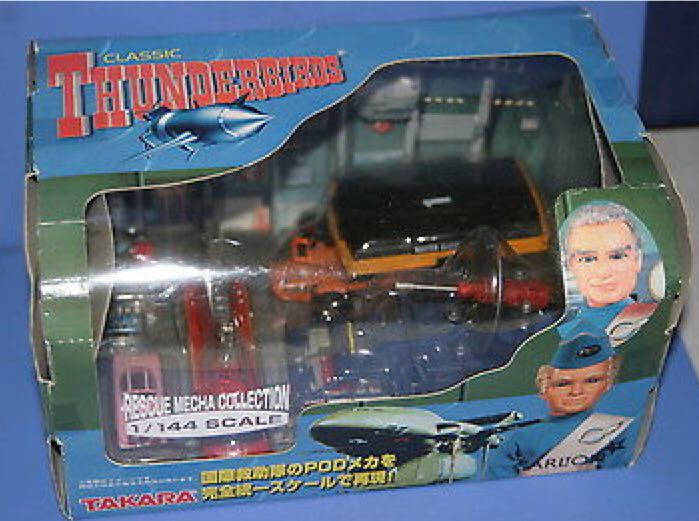 CLASSIC
THUNDERBIRDS
RESCUE MECHA COLLECTION
1/144 SCALE
国際救助隊のPODメカを
完全統一スケールで再現!
TAKARA